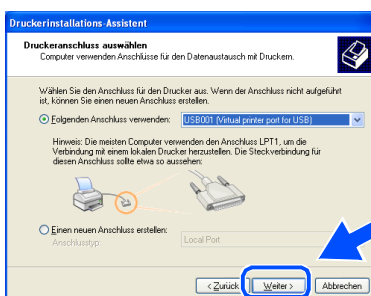 Druckerinstallations-Assistent
Druckeranschluss auswählen
Computer verwenden Anschlüsse für den Datenaustausch mit Druckern.
Wählen Sie den Anschluss für den Drucker aus. Wenn der Anschluss nicht aufgeführt
ist, können Sie einen neuen Anschluss erstellen.
Folgenden Anschluss verwenden: USB001 (Virtual printer port for USB)
Hinweis: Die meisten Computer verwenden den Anschluss LPT1, um die
Verbindung mit einem lokalen Drucker herzustellen. Die Steckverbindung für
diesen Anschluss sollte etwa so aussehen:
Einen neuen Anschluss erstellen:
Anschlusstyp: Local Port
< Zurück Weiter > Abbrechen